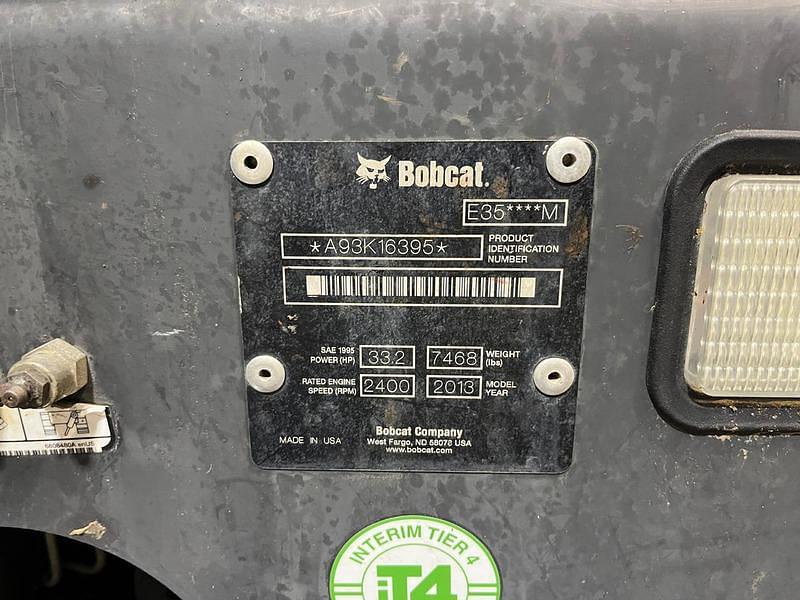 Bobcat.
E35****M
*A93K16395*
PRODUCT
IDENTIFICATION
NUMBER
SAE 1995
POWER (HP)
33.2
7468
WEIGHT
(lbs)
RATED ENGINE
SPEED (RPM)
2400
2013
MODEL
YEAR
MADE IN USA
Bobcat Company
West Fargo, ND 58078 USA
www.bobcat.com
INTERIM TIER 4
iT4